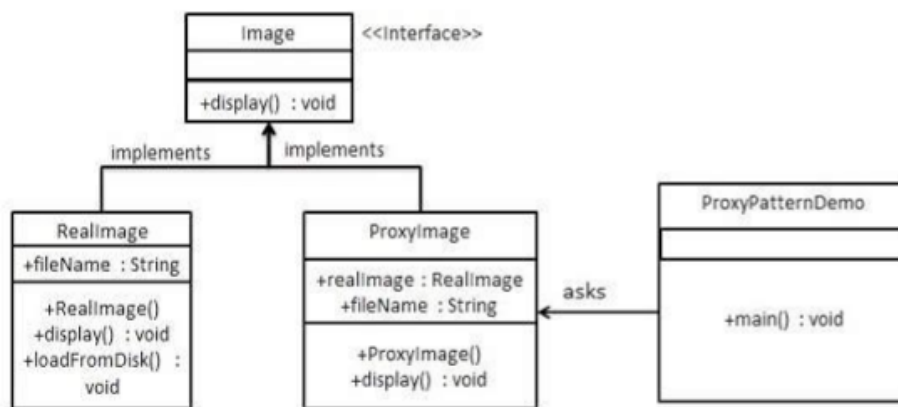 Image
<<Interface>>
+display() : void
implements
implements
RealImage
+fileName : String
+RealImage()
+display() : void
+loadFromDisk() :
void
ProxyImage
+realImage : RealImage
+fileName : String
+ProxyImage()
+display() : void
asks
ProxyPatternDemo
+main() : void